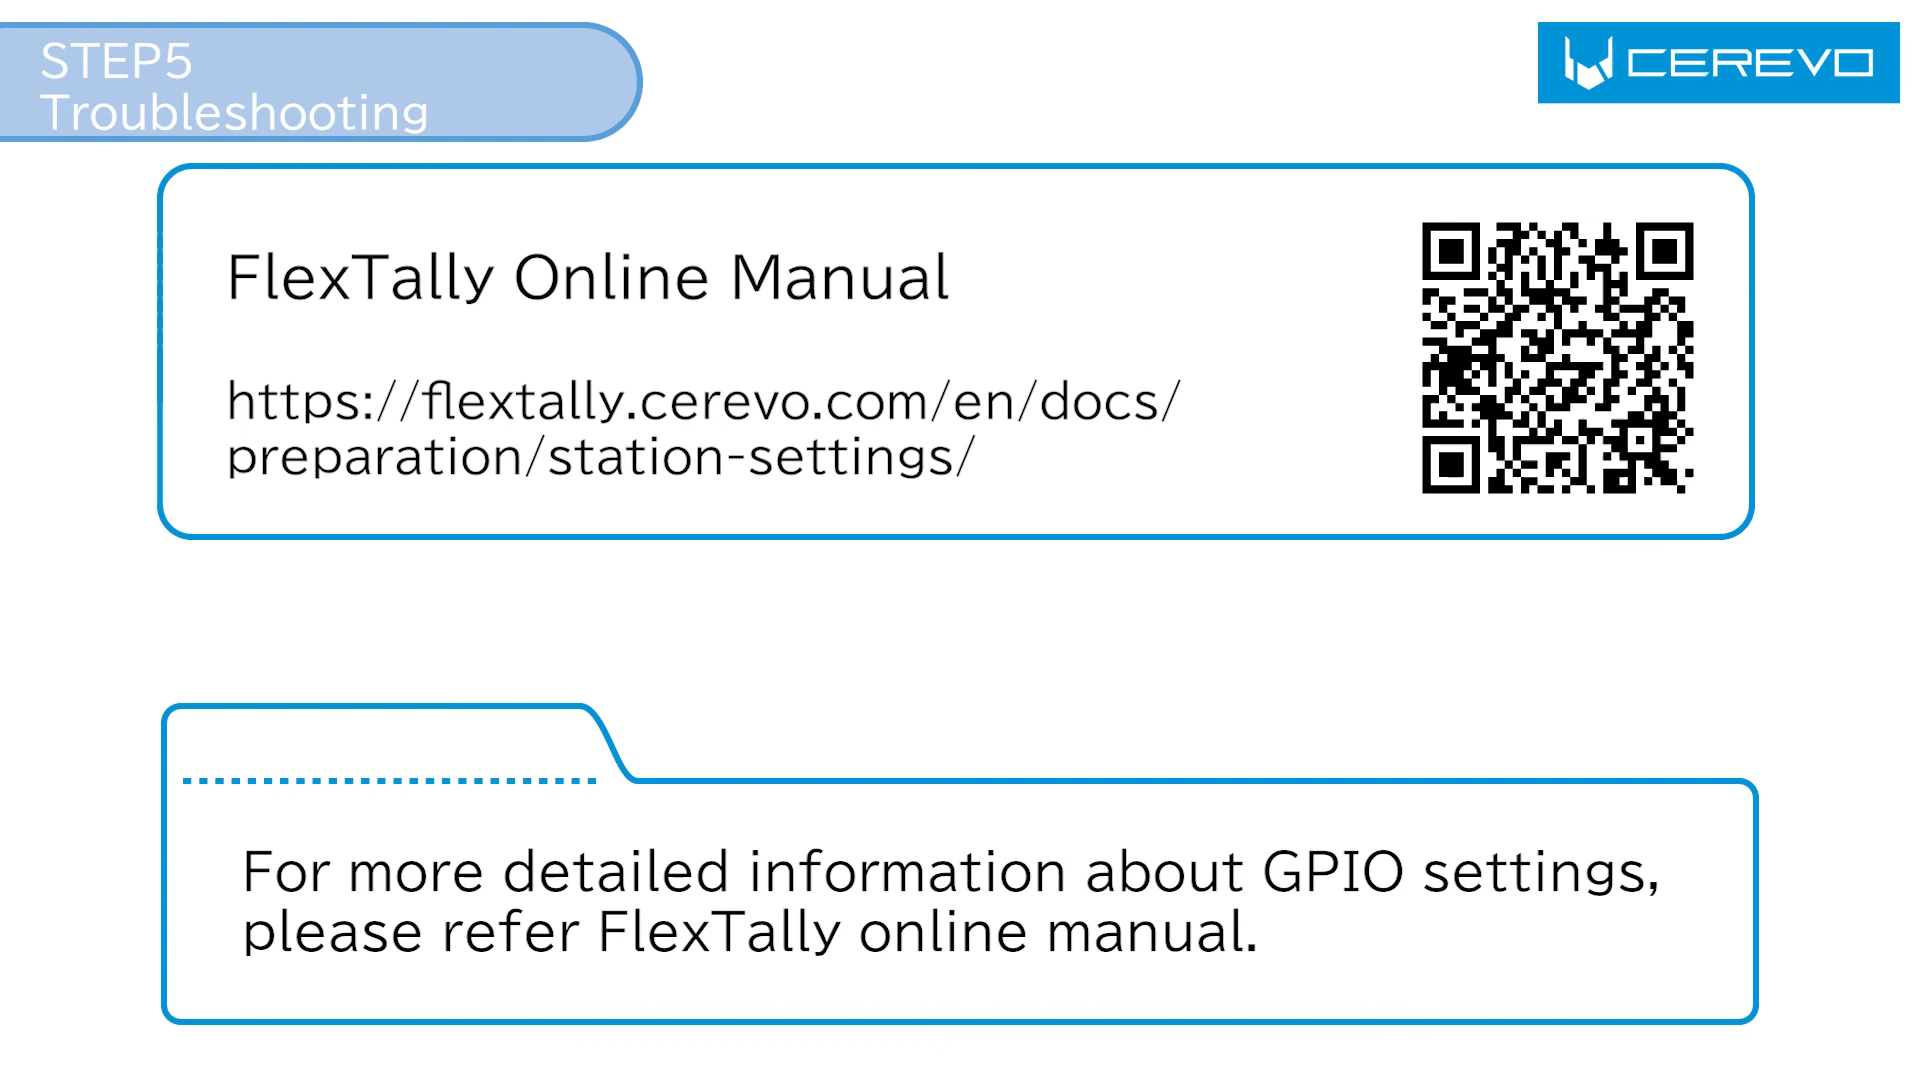 STEP5
Troubleshooting
CEREVO
FlexTally Online Manual
https://flextally.cerevo.com/en/docs/
preparation/station-settings/
For more detailed information about GPIO settings,
please refer FlexTally online manual.